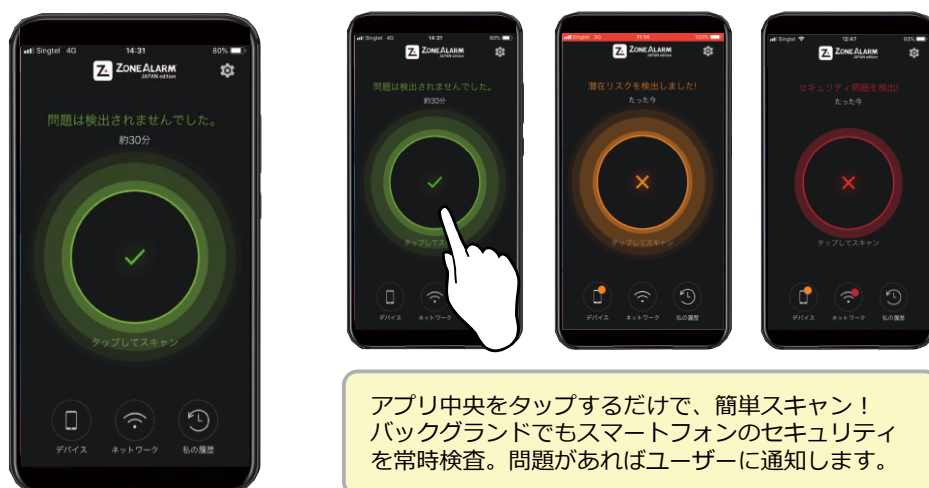 Singtel 4G 14:31 80%
ZONEALARM
JAPAN edition
問題は検出されませんでした。
約30分
タップしてスキャン
デバイス ネットワーク 私の履歴
Singtel 4G 14:31 80%
ZONEALARM
JAPAN edition
問題は検出されませんでした。
約30分
タップしてス
デバイス ネットワーク
Singtel 3G 11:14 100%
ZONEALARM
JAPAN edition
潜在リスクを検出しました!
たった今
タップしてスキャン
デバイス ネットワーク 私の履歴
Singtel 12:47 93%
ZONEALARM
JAPAN edition
セキュリティ問題を検出!
たった今
タップしてスキャン
デバイス ネットワーク 私の履歴
アプリ中央をタップするだけで、簡単スキャン！
バックグランドでもスマートフォンのセキュリティ
を常時検査。問題があればユーザーに通知します。